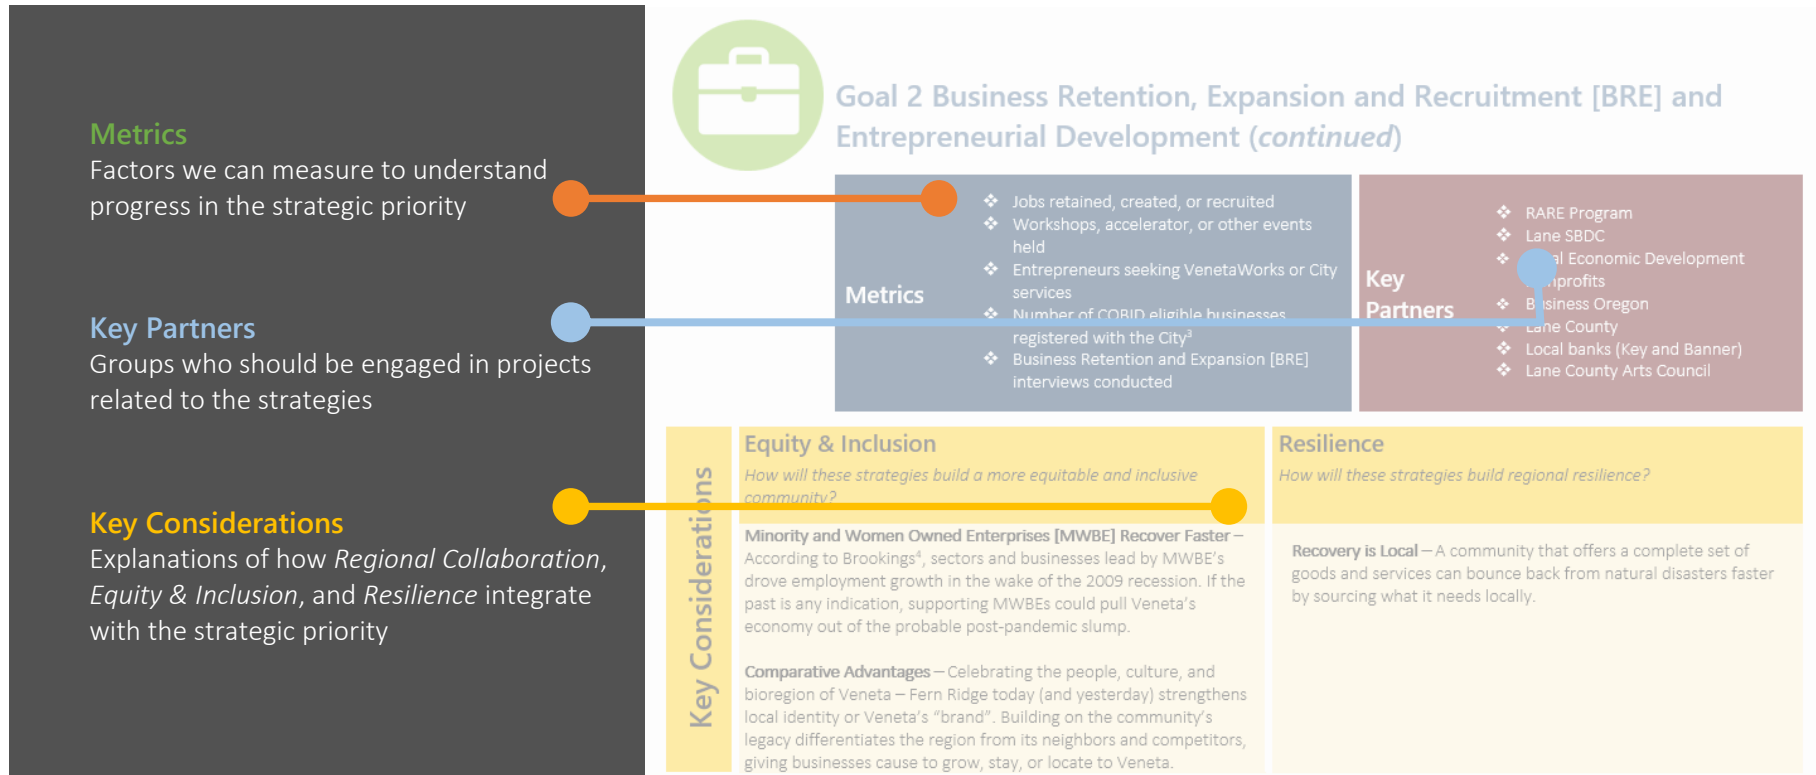 Metrics
Factors we can measure to understand
progress in the strategic priority
Key Partners
Groups who should be engaged in projects
related to the strategies
Key Considerations
Explanations of how Regional Collaboration,
Equity & Inclusion, and Resilience integrate
with the strategic priority
Goal 2 Business Retention, Expansion and Recruitment [BRE] and
Entrepreneurial Development (continued)
Metrics
❖ Jobs retained, created, or recruited
❖ Workshops, accelerator, or other events
held
❖ Entrepreneurs seeking VenetaWorks or City
services
❖ Number of COBID eligible businesses
registered with the City³
❖ Business Retention and Expansion [BRE]
interviews conducted
Key
Partners
❖ RARE Program
❖ Lane SBDC
❖ Economic Development
❖ Business Oregon
❖ Lane County
❖ Local banks (Key and Banner)
❖ Lane County Arts Council
Key Considerations
Equity & Inclusion
How will these strategies build a more equitable and inclusive
community?
Minority and Women Owned Enterprises [MWBE] Recover Faster –
According to Brookings⁴, sectors and businesses lead by MWBE's
drove employment growth in the wake of the 2009 recession. If the
past is any indication, supporting MWBEs could pull Veneta's
economy out of the probable post-pandemic slump.
Comparative Advantages – Celebrating the people, culture, and
bioregion of Veneta – Fern Ridge today (and yesterday) strengthens
local identity or Veneta's "brand". Building on the community's
legacy differentiates the region from its neighbors and competitors,
giving businesses cause to grow, stay, or locate to Veneta.
Resilience
How will these strategies build regional resilience?
Recovery is Local – A community that offers a complete set of
goods and services can bounce back from natural disasters faster
by sourcing what it needs locally.